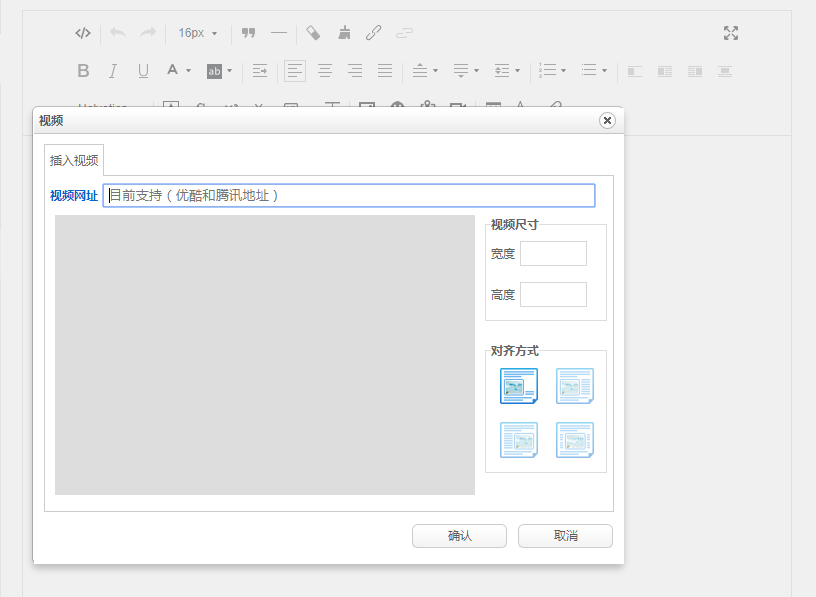 </> 16px
B I U A ab
视频
插入视频
视频网址 目前支持（优酷和腾讯地址）
视频尺寸
宽度
高度
对齐方式
确认 取消